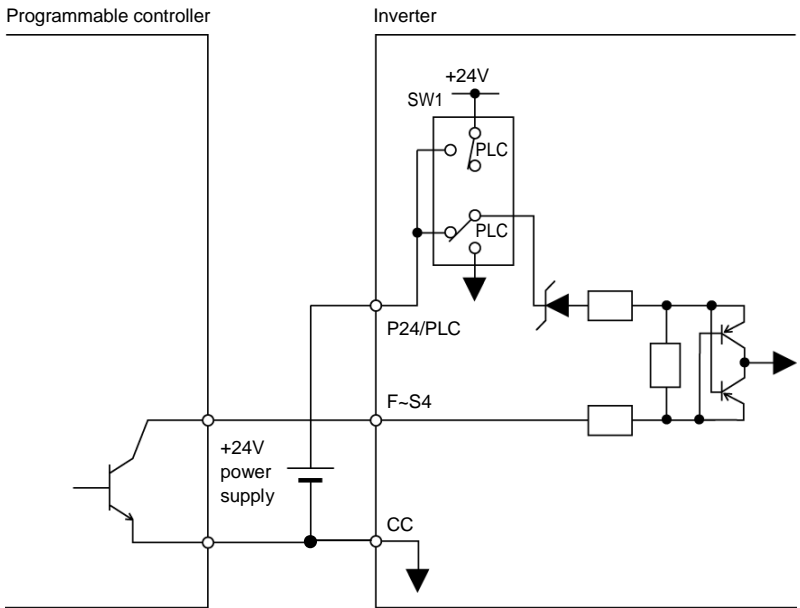 Programmable controller
Inverter
+24V
SW1
PLC
PLC
P24/PLC
F~S4
+24V
power
supply
CC